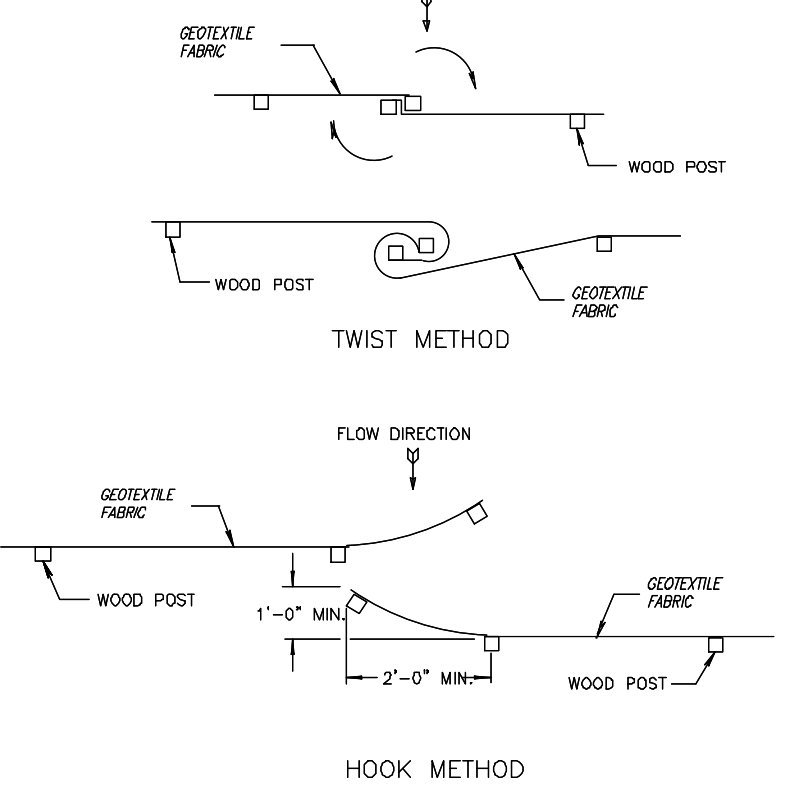 GEOTEXTILE
FABRIC
WOOD POST
WOOD POST
GEOTEXTILE
FABRIC
TWIST METHOD
FLOW DIRECTION
GEOTEXTILE
FABRIC
WOOD POST
1'-0" MIN.
GEOTEXTILE
FABRIC
2'-0" MIN.
WOOD POST
HOOK METHOD